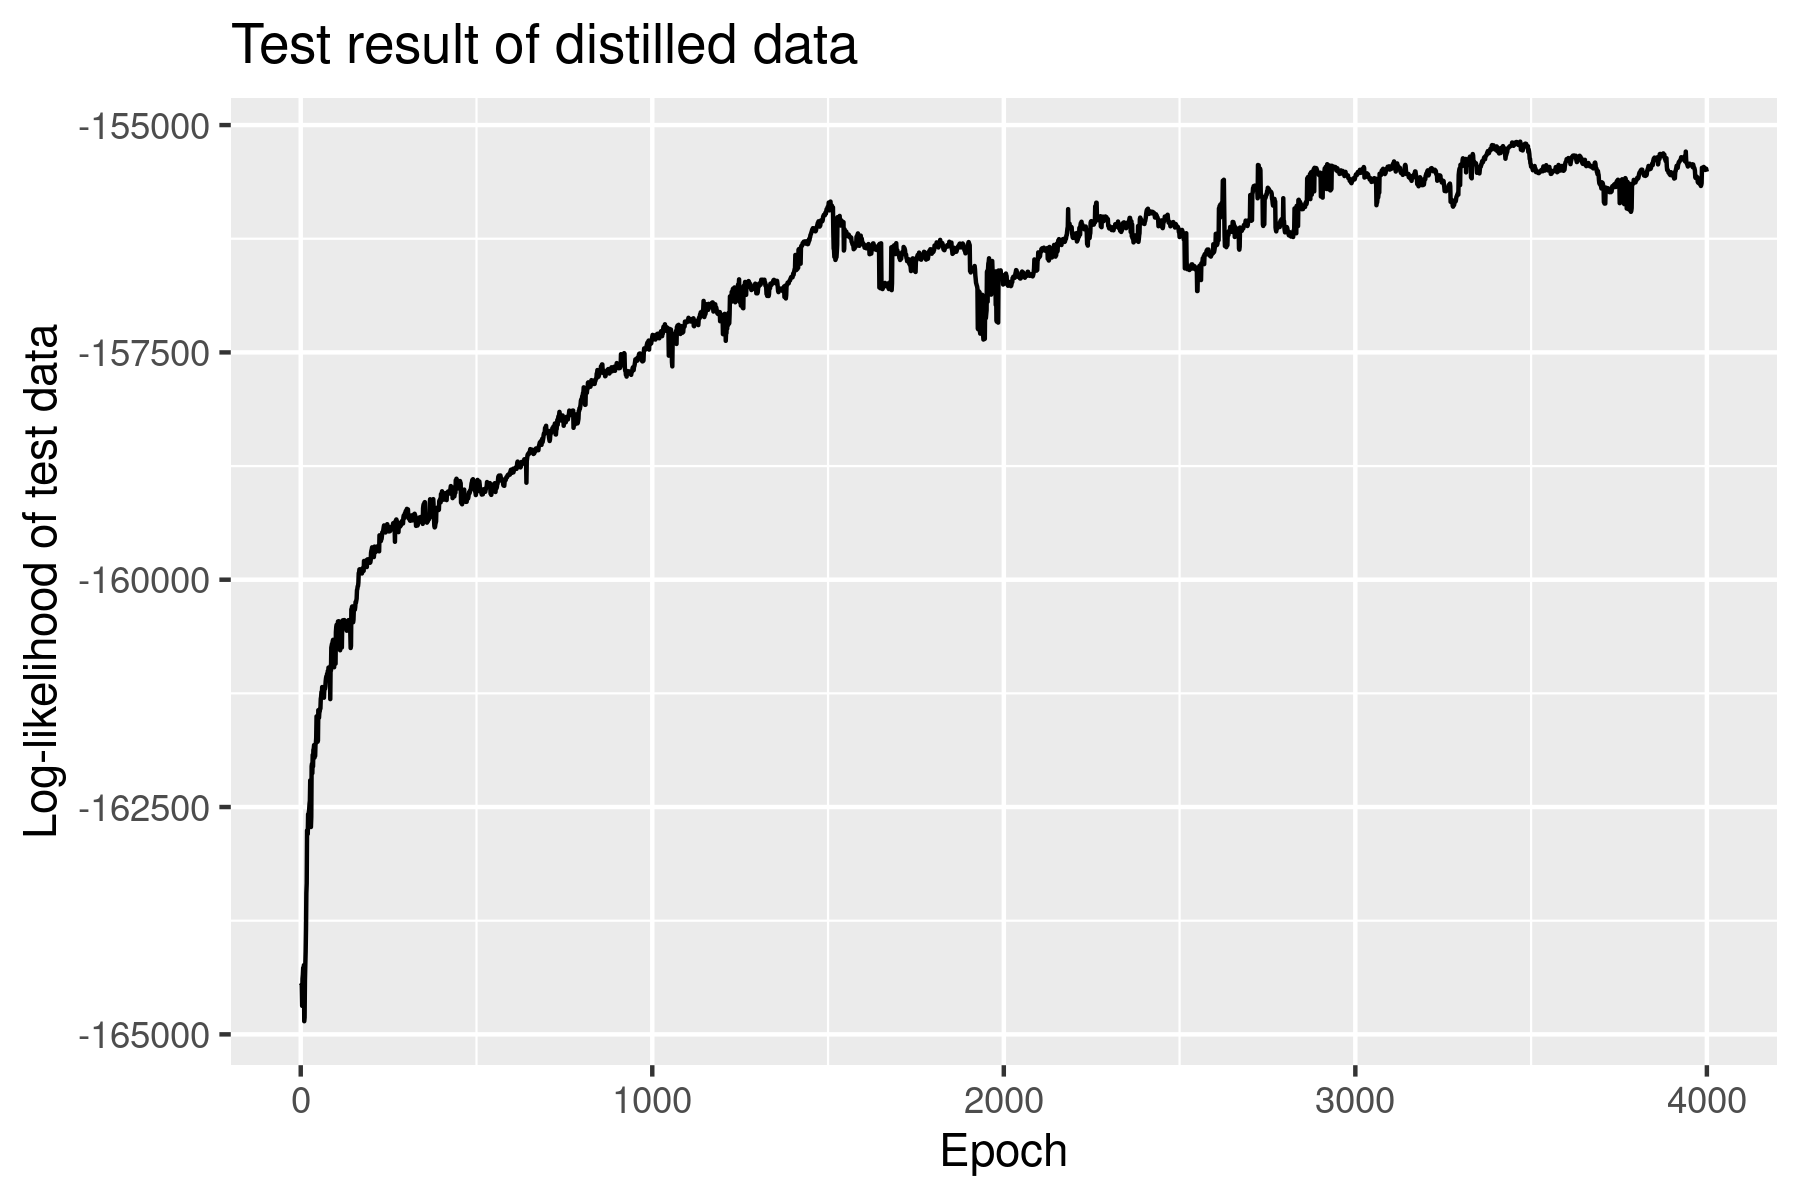 Test result of distilled data
Log-likelihood of test data
-155000
-157500
-160000
-162500
-165000
0 1000 2000 3000 4000
Epoch